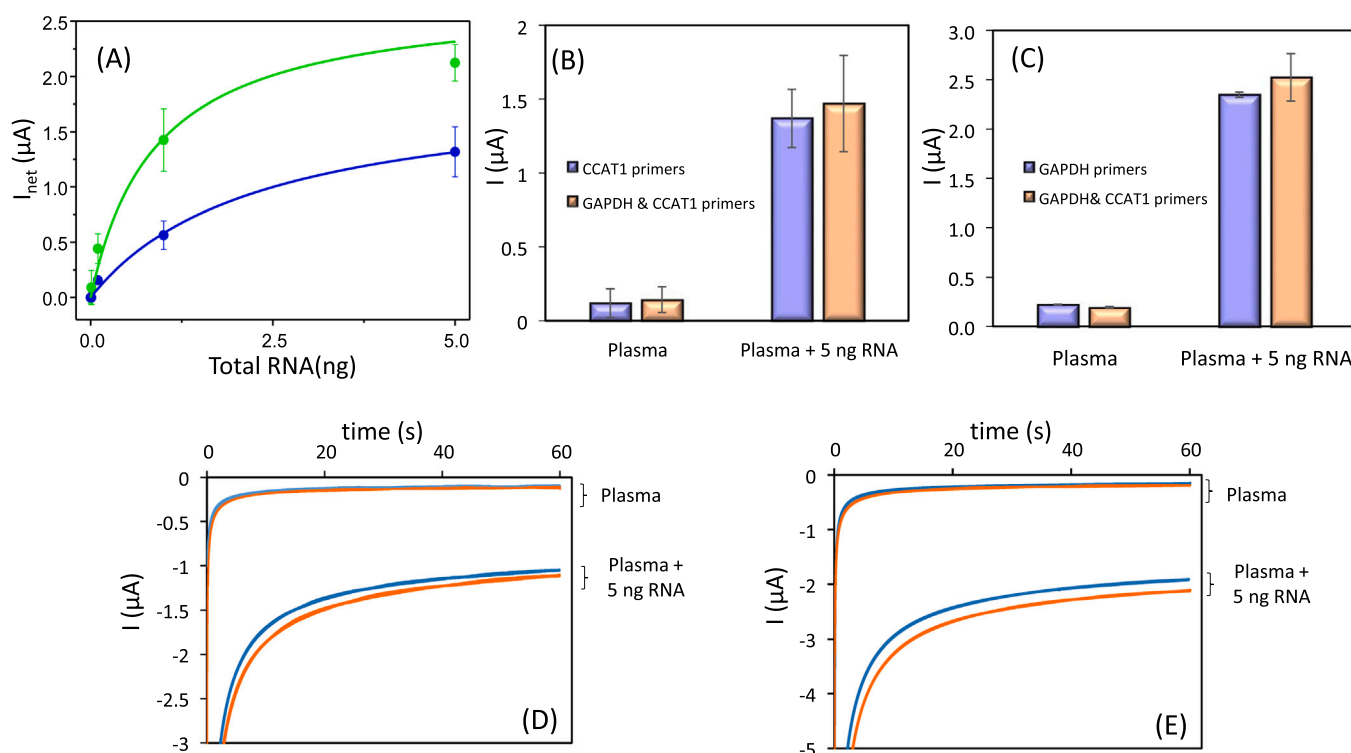 (A)
I_net (µA)
2.5
2.0
1.5
1.0
0.5
0.0
0.0 2.5 5.0
Total RNA(ng)
(B)
I (µA)
2
1.5
1
0.5
0
CCAT1 primers
GAPDH & CCAT1 primers
Plasma Plasma + 5 ng RNA
(C)
I (µA)
3.0
2.5
2.0
1.5
1.0
0.5
0.0
GAPDH primers
GAPDH& CCAT1 primers
Plasma Plasma + 5 ng RNA
time (s)
0 20 40 60
I (µA)
0
-0.5
-1
-1.5
-2
-2.5
-3
Plasma
Plasma +
5 ng RNA
(D)
time (s)
0 20 40 60
I (µA)
0
-1
-2
-3
-4
-5
Plasma
Plasma +
5 ng RNA
(E)